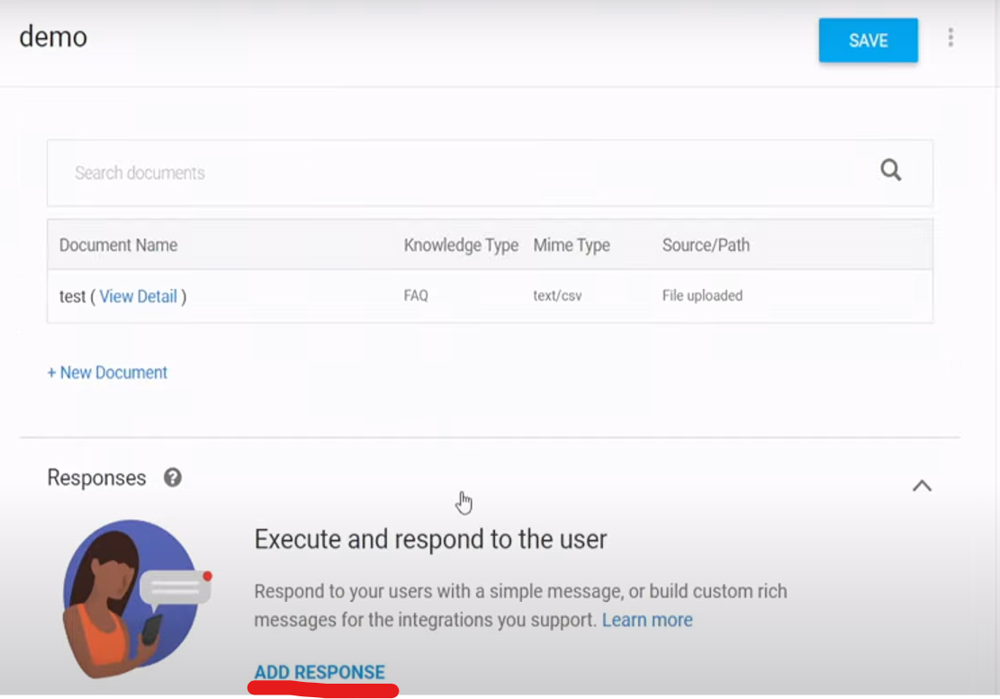 demo
SAVE
Search documents
Document Name Knowledge Type Mime Type Source/Path
test ( View Detail ) FAQ text/csv File uploaded
+ New Document
Responses ?
Execute and respond to the user
Respond to your users with a simple message, or build custom rich
messages for the integrations you support. Learn more
ADD RESPONSE